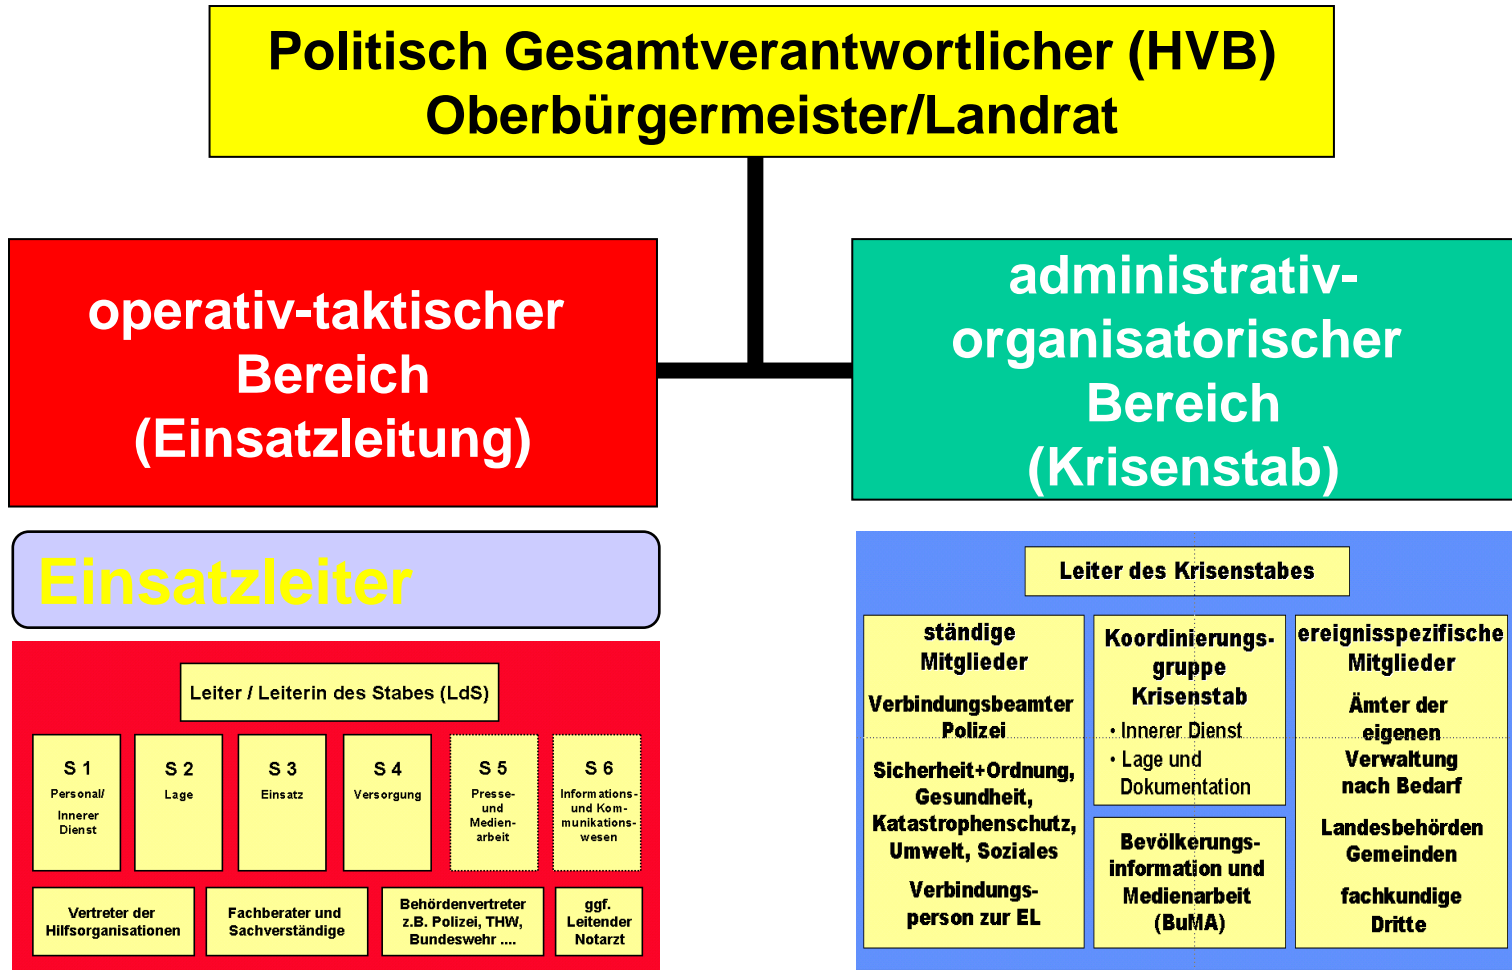 Politisch Gesamtverantwortlicher (HVB)
Oberbürgermeister/Landrat
operativ-taktischer
Bereich
(Einsatzleitung)
administrativ-
organisatorischer
Bereich
(Krisenstab)
Einsatzleiter
Leiter / Leiterin des Stabes (LdS)
S 1
Personal/
Innerer
Dienst
S 2
Lage
S 3
Einsatz
S 4
Versorgung
S 5
Presse-
und
Medien-
arbeit
S 6
Informations-
und Kom-
munikations-
wesen
Vertreter der
Hilfsorganisationen
Fachberater und
Sachverständige
Behördenvertreter
z.B. Polizei, THW,
Bundeswehr ....
ggf.
Leitender
Notarzt
Leiter des Krisenstabes
ständige
Mitglieder
Verbindungsbeamter
Polizei
Sicherheit+Ordnung,
Gesundheit,
Katastrophenschutz,
Umwelt, Soziales
Verbindungs-
person zur EL
Koordinierungs-
gruppe
Krisenstab
• Innerer Dienst
• Lage und
Dokumentation
Bevölkerungs-
information und
Medienarbeit
(BuMA)
ereignisspezifische
Mitglieder
Ämter der
eigenen
Verwaltung
nach Bedarf
Landesbehörden
Gemeinden
fachkundige
Dritte